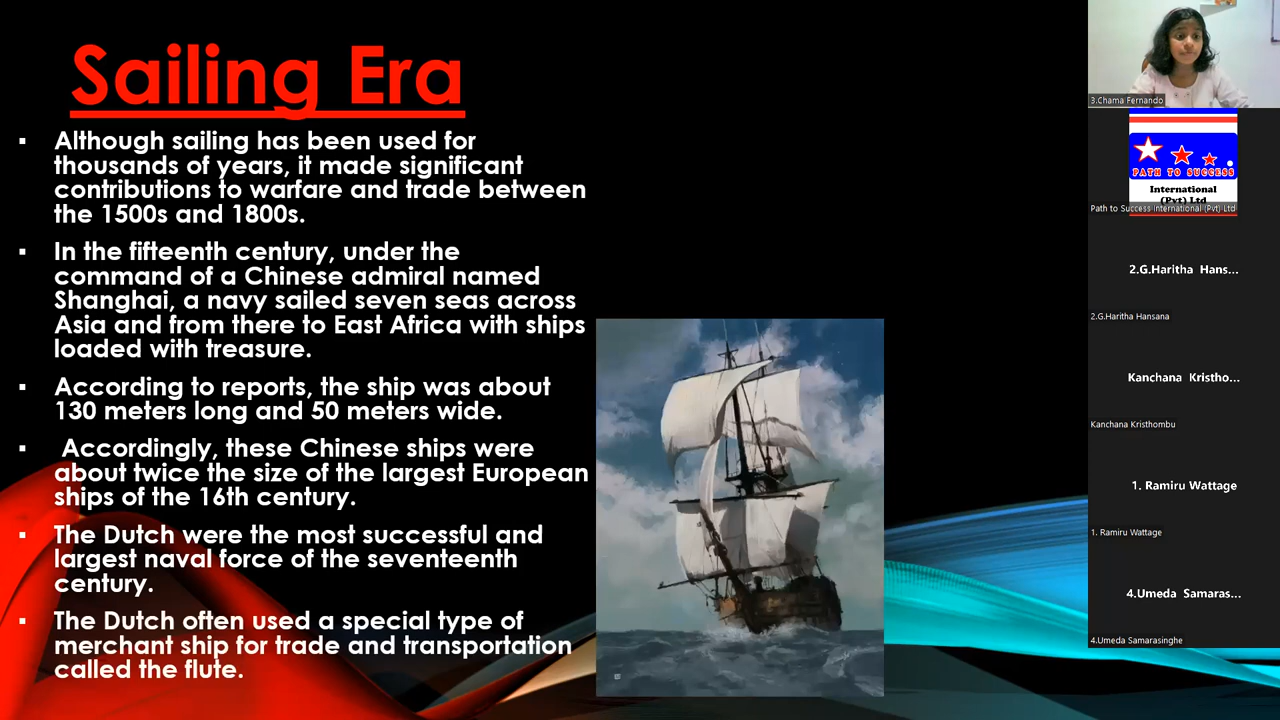 Sailing Era
▪ Although sailing has been used for
thousands of years, it made significant
contributions to warfare and trade between
the 1500s and 1800s.
▪ In the fifteenth century, under the
command of a Chinese admiral named
Shanghai, a navy sailed seven seas across
Asia and from there to East Africa with ships
loaded with treasure.
▪ According to reports, the ship was about
130 meters long and 50 meters wide.
▪ Accordingly, these Chinese ships were
about twice the size of the largest European
ships of the 16th century.
▪ The Dutch were the most successful and
largest naval force of the seventeenth
century.
▪ The Dutch often used a special type of
merchant ship for trade and transportation
called the flute.
3.Chama Fernando
PATH TO SUCCESS
International
(Pvt) Ltd
Path to Success International (Pvt) Ltd
2.G.Haritha Hans...
2.G.Haritha Hansana
Kanchana Kristho...
Kanchana Kristhombu
1. Ramiru Wattage
1. Ramiru Wattage
4.Umeda Samaras...
4.Umeda Samarasinghe